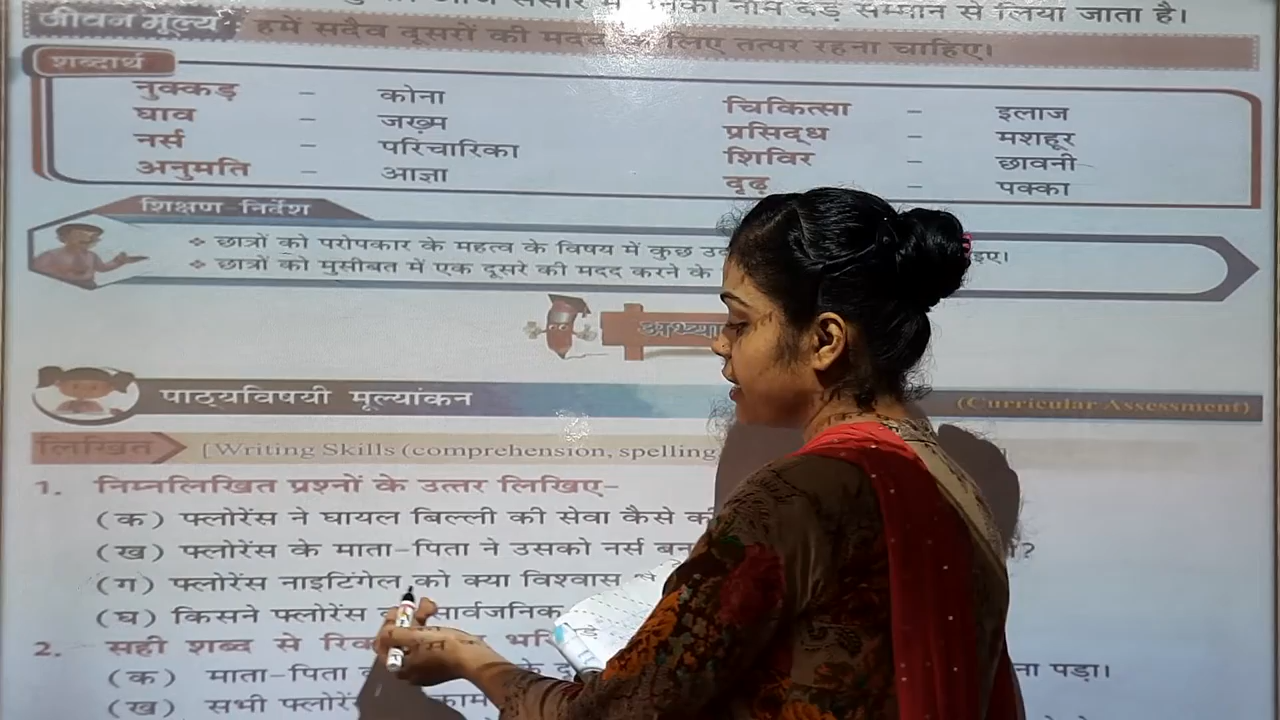 नाम बड़े सम्मान से लिया जाता है।
जीवन मूल्य हमें सदैव दूसरों की मदद के लिए तत्पर रहना चाहिए।
शब्दार्थ
नुक्कड़ – कोना चिकित्सा – इलाज
घाव – जख़्म प्रसिद्ध – मशहूर
नर्स – परिचारिका शिविर – छावनी
अनुमति – आज्ञा दृढ़ – पक्का
शिक्षण-निर्देश
❖ छात्रों को परोपकार के महत्व के विषय में कुछ
❖ छात्रों को मुसीबत में एक दूसरे की मदद करने के
पाठ्यविषयी मूल्यांकन (Curricular Assessment)
लिखित [Writing Skills (comprehension, spelling
1. निम्नलिखित प्रश्नों के उत्तर लिखिए–
(क) फ्लोरेंस ने घायल बिल्ली की सेवा कैसे
(ख) फ्लोरेंस के माता-पिता ने उसको नर्स ?
(ग) फ्लोरेंस नाइटिंगेल को क्या विश्वास
(घ) किसने फ्लोरेंस सार्वजनिक
2. सही शब्द से
(क) माता-पिता पड़ा।
(ख) सभी